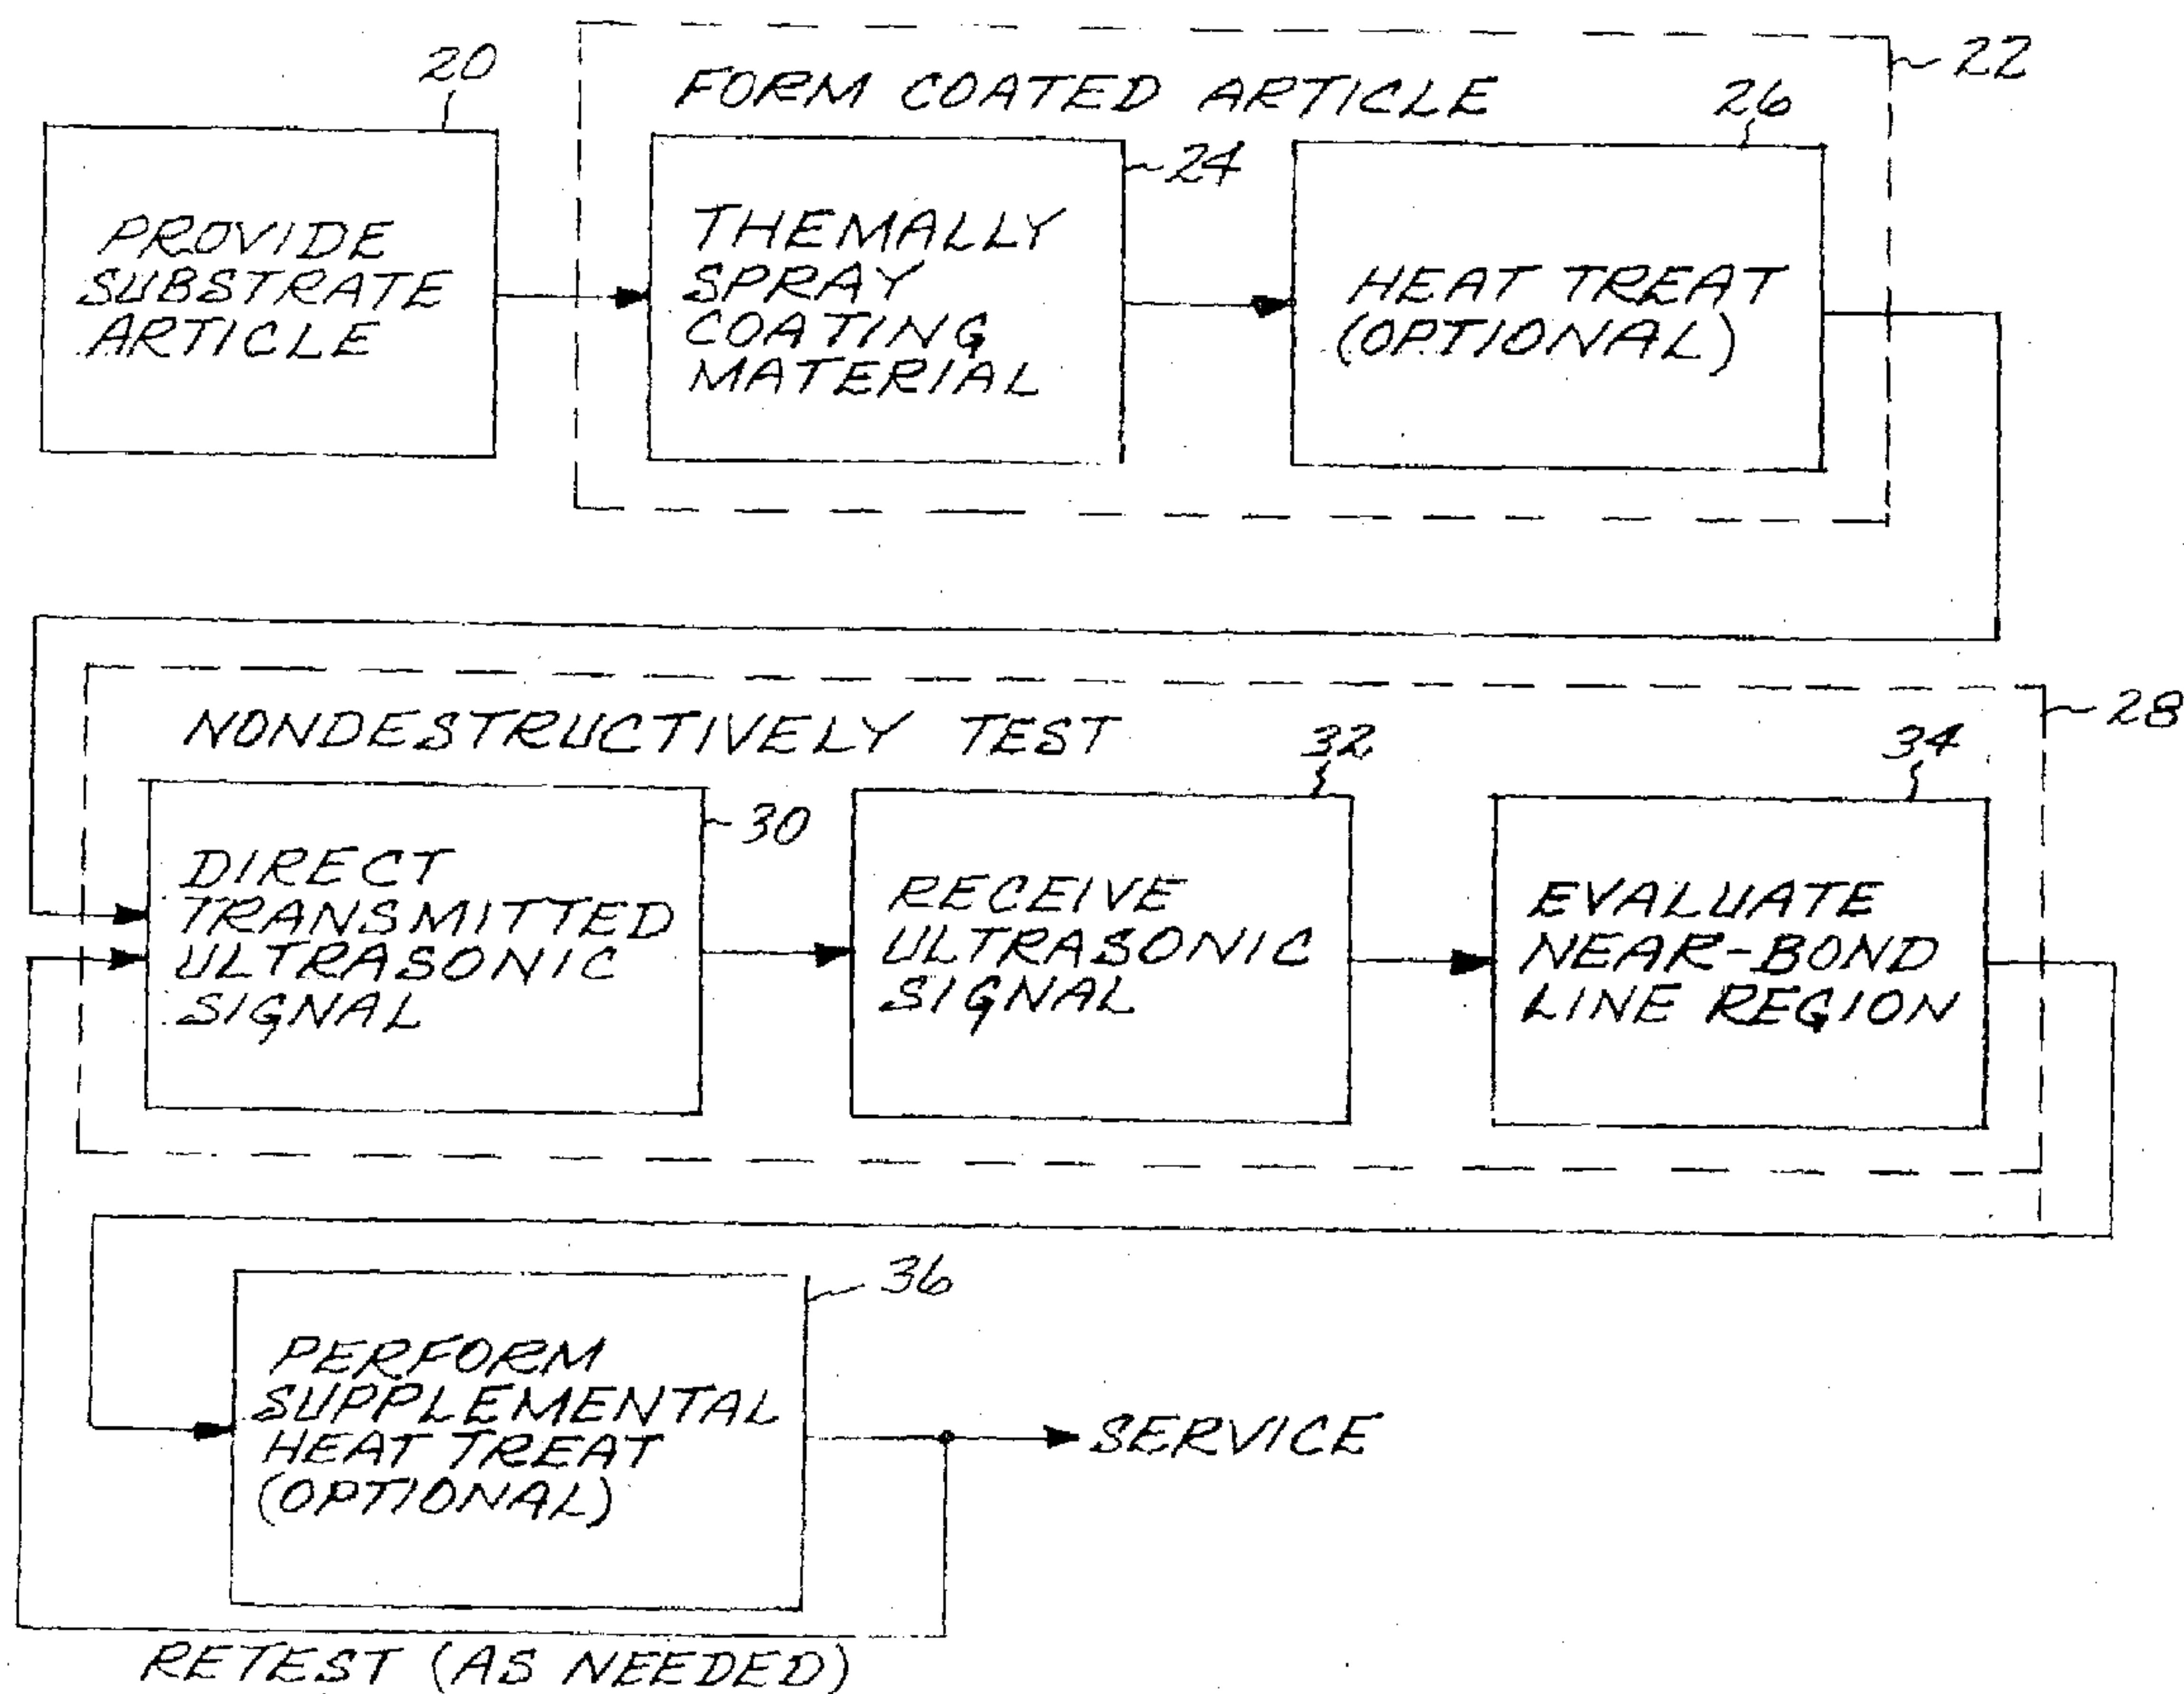 20
22
FORM COATED ARTICLE
26
24
PROVIDE
SUBSTRATE
ARTICLE
THEMALLY
SPRAY
COATING
MATERIAL
HEAT TREAT
(OPTIONAL)
28
NONDESTRUCTIVELY TEST
32
34
30
DIRECT
TRANSMITTED
ULTRASONIC
SIGNAL
RECEIVE
ULTRASONIC
SIGNAL
EVALUATE
NEAR-BOND
LINE REGION
36
PERFORM
SUPPLEMENTAL
HEAT TREAT
(OPTIONAL)
SERVICE
RETEST (AS NEEDED)